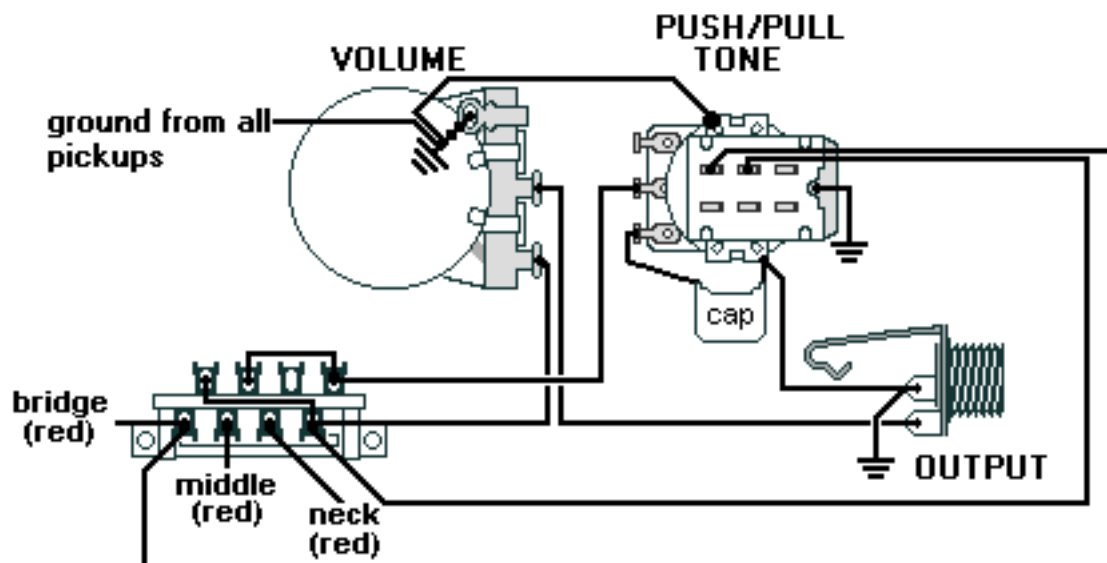 PUSH/PULL
TONE
VOLUME
ground from all
pickups
cap
bridge
(red)
middle
(red)
neck
(red)
OUTPUT